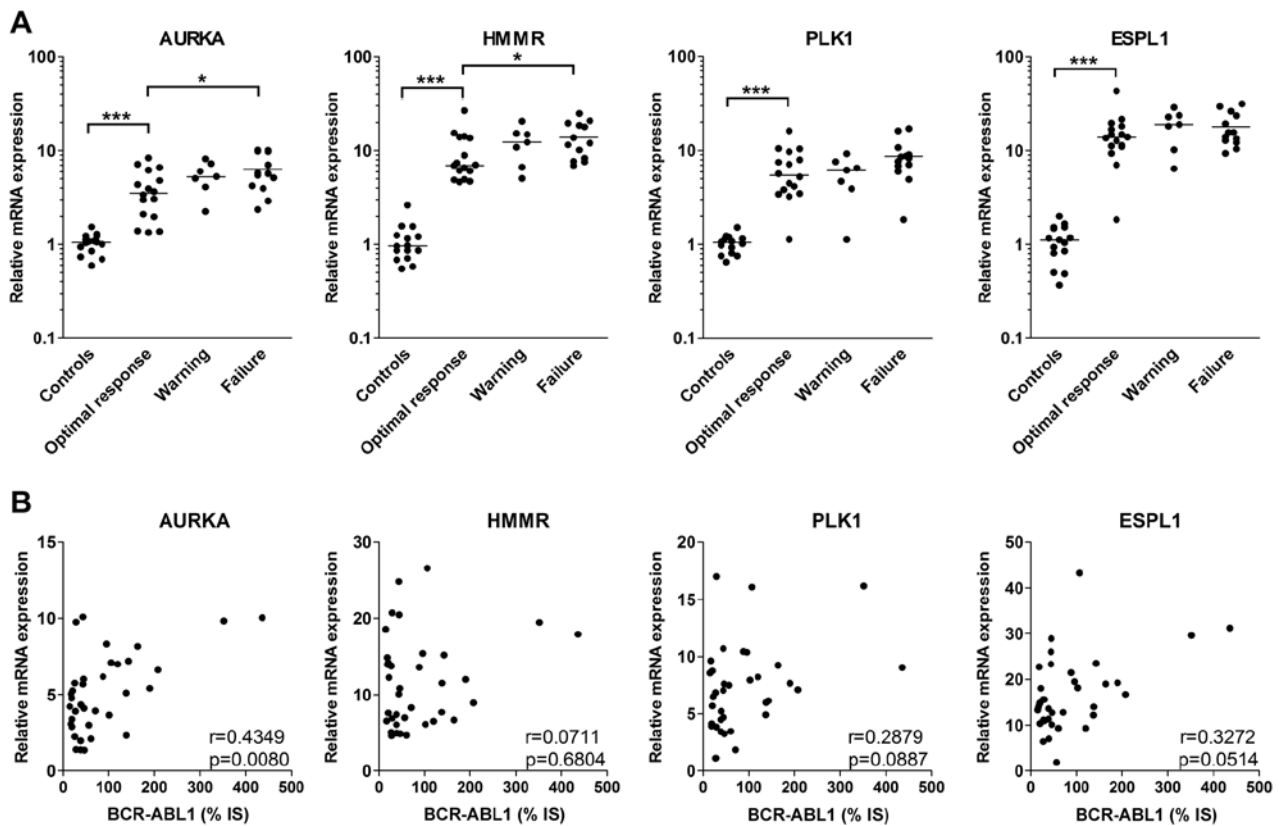 A
AURKA
HMMR
PLK1
ESPL1
Relative mRNA expression
100
10
1
0.1
***
*
Controls
Optimal response
Warning
Failure
Relative mRNA expression
100
10
1
0.1
***
*
Controls
Optimal response
Warning
Failure
Relative mRNA expression
100
10
1
0.1
***
Controls
Optimal response
Warning
Failure
Relative mRNA expression
100
10
1
0.1
***
Controls
Optimal response
Warning
Failure
B
AURKA
HMMR
PLK1
ESPL1
Relative mRNA expression
15
10
5
0
r=0.4349
p=0.0080
0 100 200 300 400 500
BCR-ABL1 (% IS)
Relative mRNA expression
30
20
10
0
r=0.0711
p=0.6804
0 100 200 300 400 500
BCR-ABL1 (% IS)
Relative mRNA expression
20
15
10
5
0
r=0.2879
p=0.0887
0 100 200 300 400 500
BCR-ABL1 (% IS)
Relative mRNA expression
50
40
30
20
10
0
r=0.3272
p=0.0514
0 100 200 300 400 500
BCR-ABL1 (% IS)